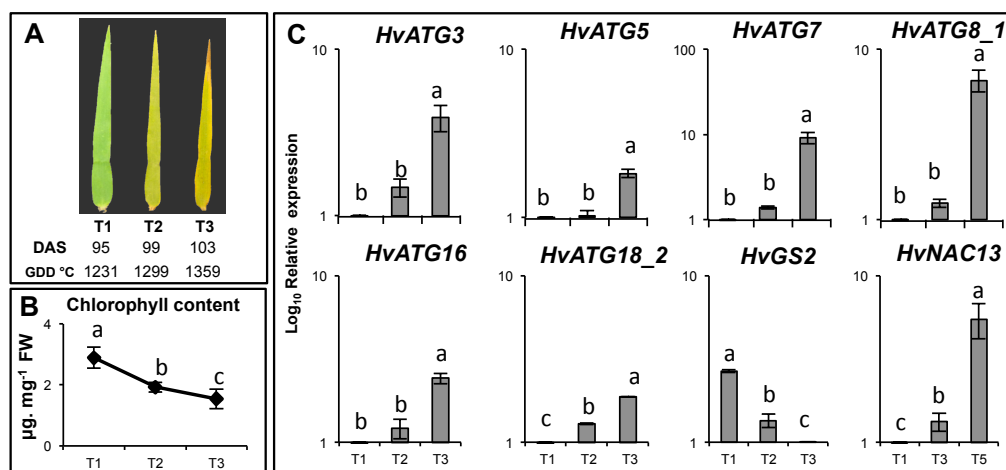 A
T1 T2 T3
DAS 95 99 103
GDD °C 1231 1299 1359
B Chlorophyll content
µg. mg⁻¹ FW
4
2
0
a
b
c
T1 T2 T3
C
Log₁₀ Relative expression
HvATG3
10
1
b b a
HvATG5
10
1
b b a
HvATG7
100
10
1
b b a
HvATG8_1
10
1
b b a
HvATG16
10
1
b b a
T1 T2 T3
HvATG18_2
10
1
c b a
T1 T2 T3
HvGS2
10
1
a b c
T1 T2 T3
HvNAC13
10
1
c b a
T1 T3 T5